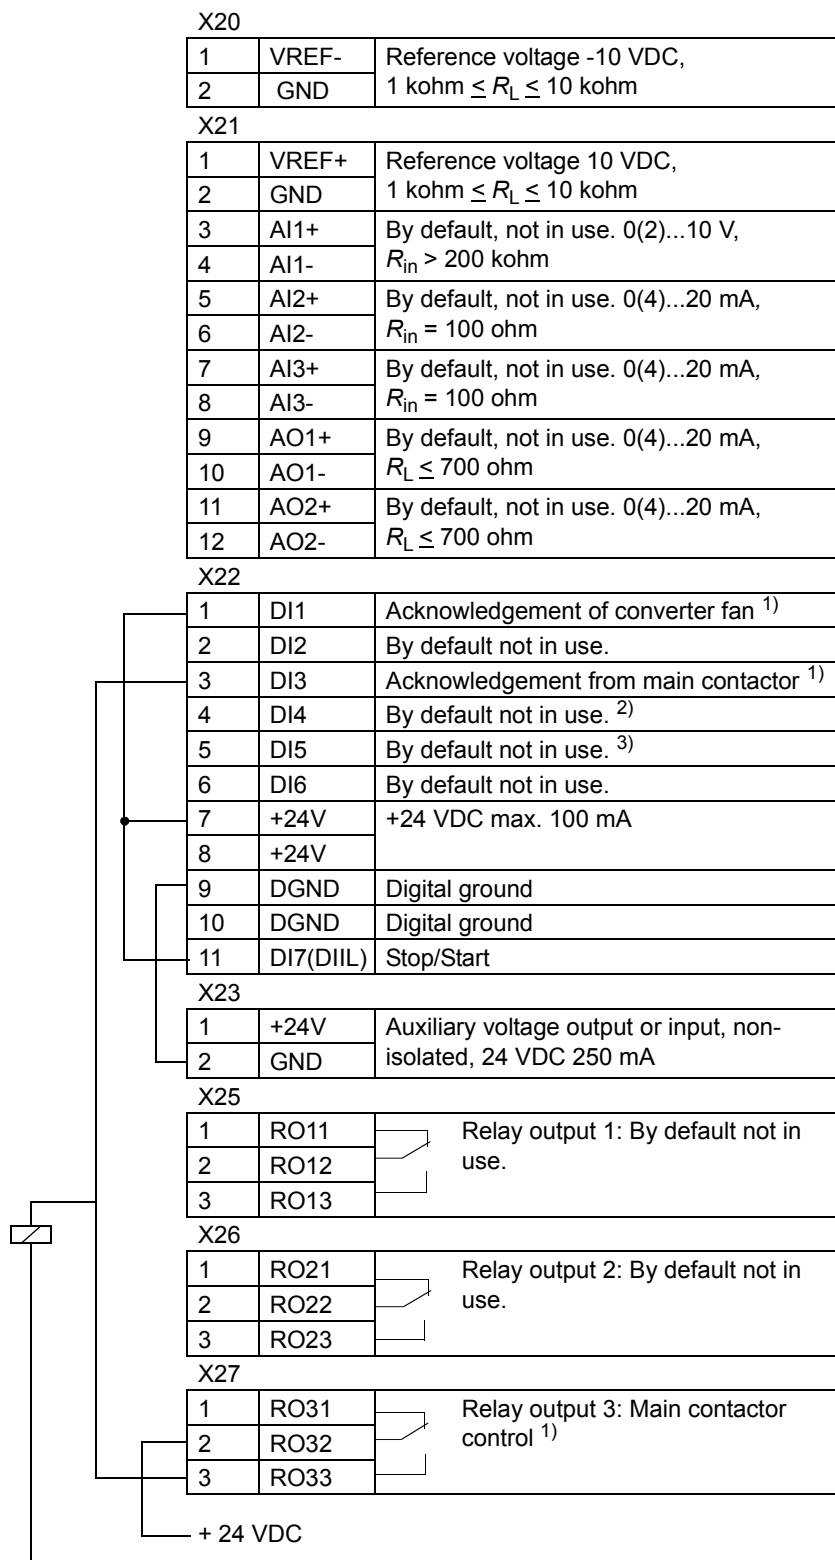 X20
1 VREF- Reference voltage -10 VDC,
2 GND 1 kohm ≤ RL ≤ 10 kohm
X21
1 VREF+ Reference voltage 10 VDC,
2 GND 1 kohm ≤ RL ≤ 10 kohm
3 AI1+ By default, not in use. 0(2)...10 V,
4 AI1- Rin > 200 kohm
5 AI2+ By default, not in use. 0(4)...20 mA,
6 AI2- Rin = 100 ohm
7 AI3+ By default, not in use. 0(4)...20 mA,
8 AI3- Rin = 100 ohm
9 AO1+ By default, not in use. 0(4)...20 mA,
10 AO1- RL ≤ 700 ohm
11 AO2+ By default, not in use. 0(4)...20 mA,
12 AO2- RL ≤ 700 ohm
X22
1 DI1 Acknowledgement of converter fan 1)
2 DI2 By default not in use.
3 DI3 Acknowledgement from main contactor 1)
4 DI4 By default not in use. 2)
5 DI5 By default not in use. 3)
6 DI6 By default not in use.
7 +24V +24 VDC max. 100 mA
8 +24V
9 DGND Digital ground
10 DGND Digital ground
11 DI7(DIIL) Stop/Start
X23
1 +24V Auxiliary voltage output or input, non-
2 GND isolated, 24 VDC 250 mA
X25
1 RO11 Relay output 1: By default not in
2 RO12 use.
3 RO13
X26
1 RO21 Relay output 2: By default not in
2 RO22 use.
3 RO23
X27
1 RO31 Relay output 3: Main contactor
2 RO32 control 1)
3 RO33
+ 24 VDC